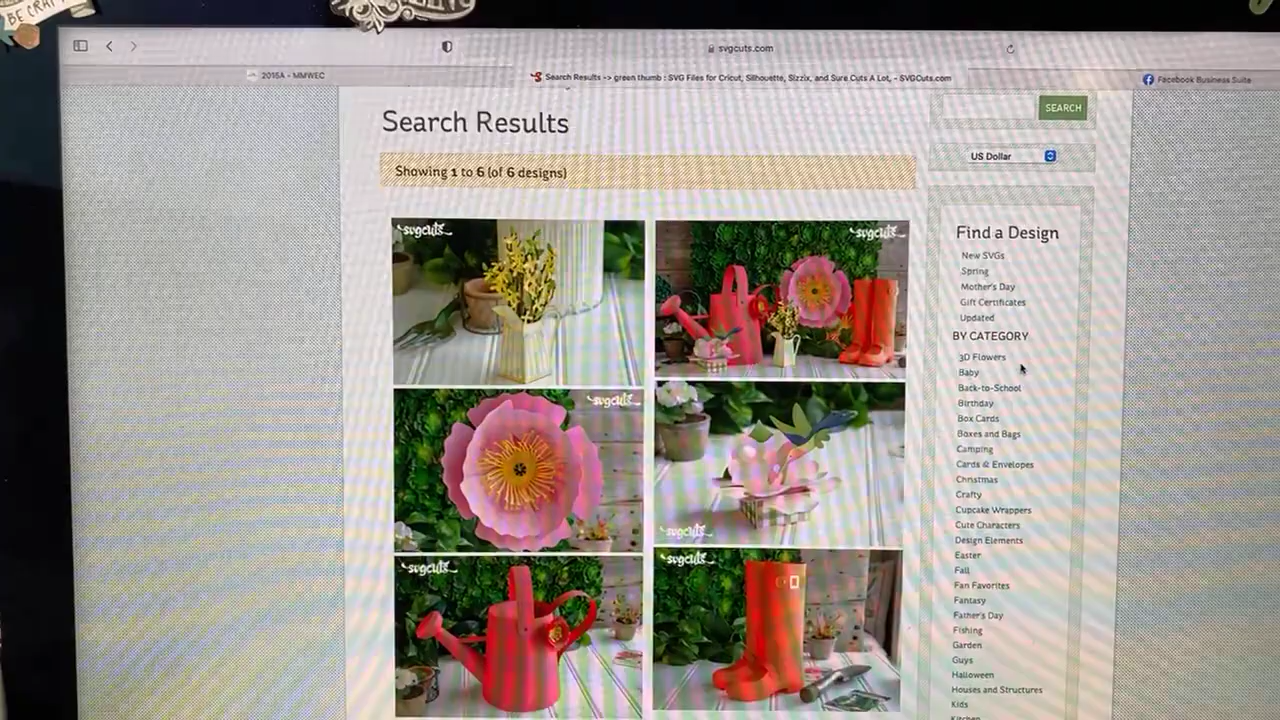 BE CRAF
svgcuts.com
2015A - MMWEC
Search Results -> green thumb : SVG Files for Cricut, Silhouette, Sizzix, and Sure Cuts A Lot, - SVGCuts.com
Facebook Business Suite
Search Results
SEARCH
Showing 1 to 6 (of 6 designs)
US Dollar
svgcuts
svgcuts
svgcuts
svgcuts
svgcuts
svgcuts
Find a Design
New SVGs
Spring
Mother's Day
Gift Certificates
Updated
BY CATEGORY
3D Flowers
Baby
Back-to-School
Birthday
Box Cards
Boxes and Bags
Camping
Cards & Envelopes
Christmas
Crafty
Cupcake Wrappers
Cute Characters
Design Elements
Easter
Fall
Fan Favorites
Fantasy
Father's Day
Fishing
Garden
Guys
Halloween
Houses and Structures
Kids
Kitchen